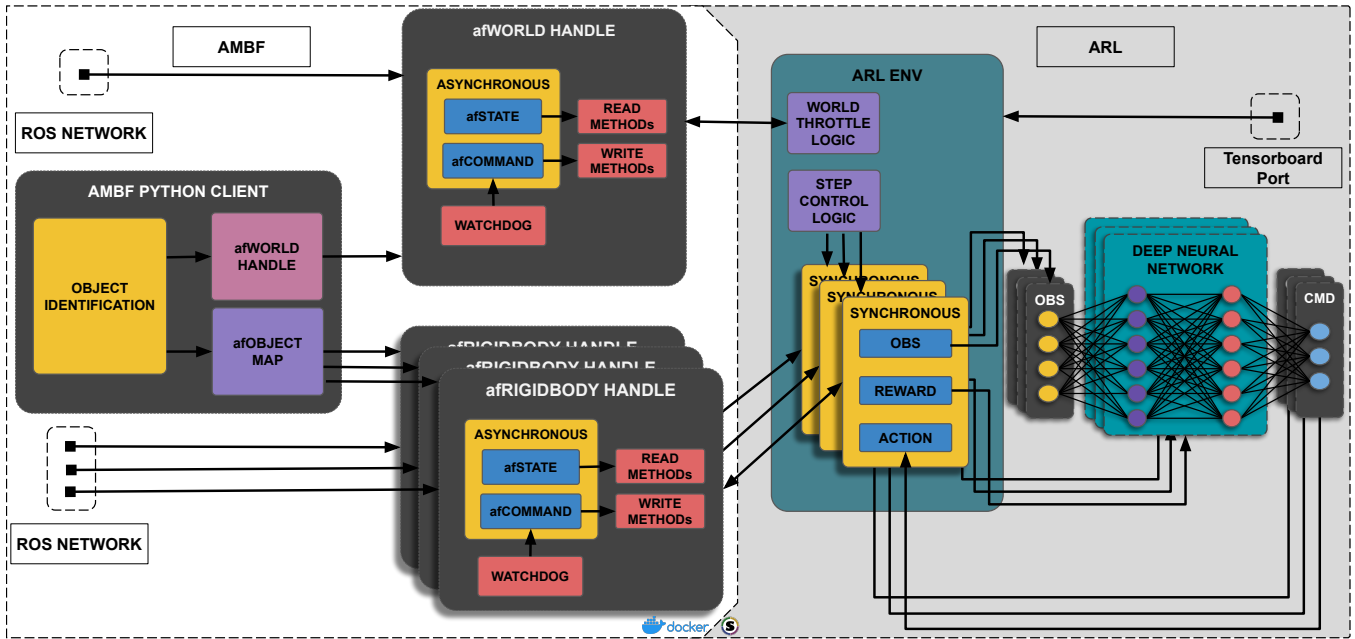 AMBF
ROS NETWORK
afWORLD HANDLE
ASYNCHRONOUS
afSTATE
READ
METHODs
afCOMMAND
WRITE
METHODs
WATCHDOG
AMBF PYTHON CLIENT
OBJECT
IDENTIFICATION
afWORLD
HANDLE
afOBJECT
MAP
afRIGIDBODY HANDLE
afRIGIDBODY HANDLE
afRIGIDBODY HANDLE
ASYNCHRONOUS
afSTATE
READ
METHODs
afCOMMAND
WRITE
METHODs
WATCHDOG
ROS NETWORK
docker
S
ARL
ARL ENV
WORLD
THROTTLE
LOGIC
STEP
CONTROL
LOGIC
SYNCHRONOUS
SYNCHRONOUS
SYNCHRONOUS
OBS
REWARD
ACTION
Tensorboard
Port
OBS
DEEP NEURAL
NETWORK
CMD